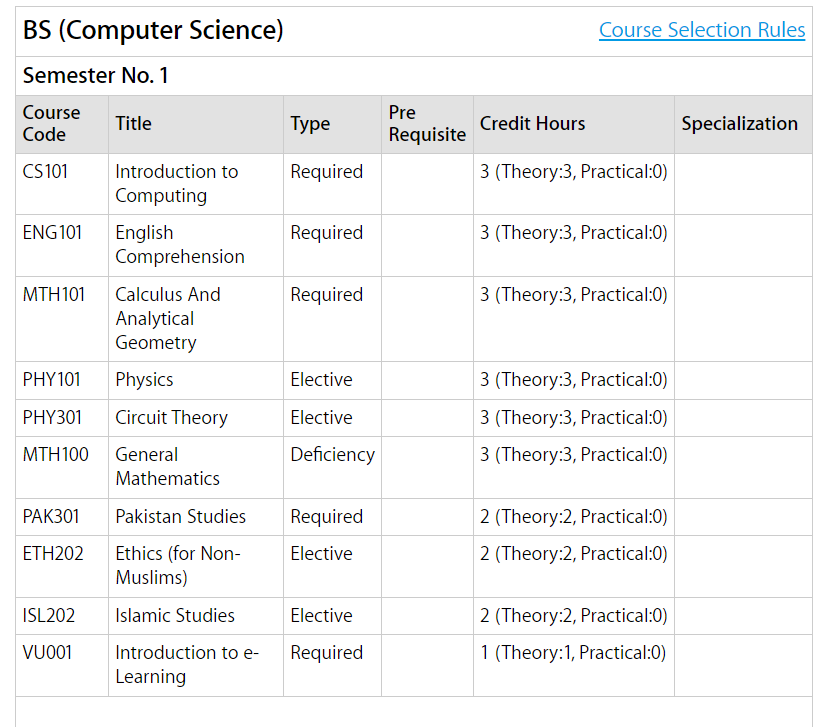 BS (Computer Science) Course Selection Rules
Semester No. 1
Course Code Title Type Pre Requisite Credit Hours Specialization
CS101 Introduction to Computing Required 3 (Theory:3, Practical:0)
ENG101 English Comprehension Required 3 (Theory:3, Practical:0)
MTH101 Calculus And Analytical Geometry Required 3 (Theory:3, Practical:0)
PHY101 Physics Elective 3 (Theory:3, Practical:0)
PHY301 Circuit Theory Elective 3 (Theory:3, Practical:0)
MTH100 General Mathematics Deficiency 3 (Theory:3, Practical:0)
PAK301 Pakistan Studies Required 2 (Theory:2, Practical:0)
ETH202 Ethics (for Non-Muslims) Elective 2 (Theory:2, Practical:0)
ISL202 Islamic Studies Elective 2 (Theory:2, Practical:0)
VU001 Introduction to e-Learning Required 1 (Theory:1, Practical:0)